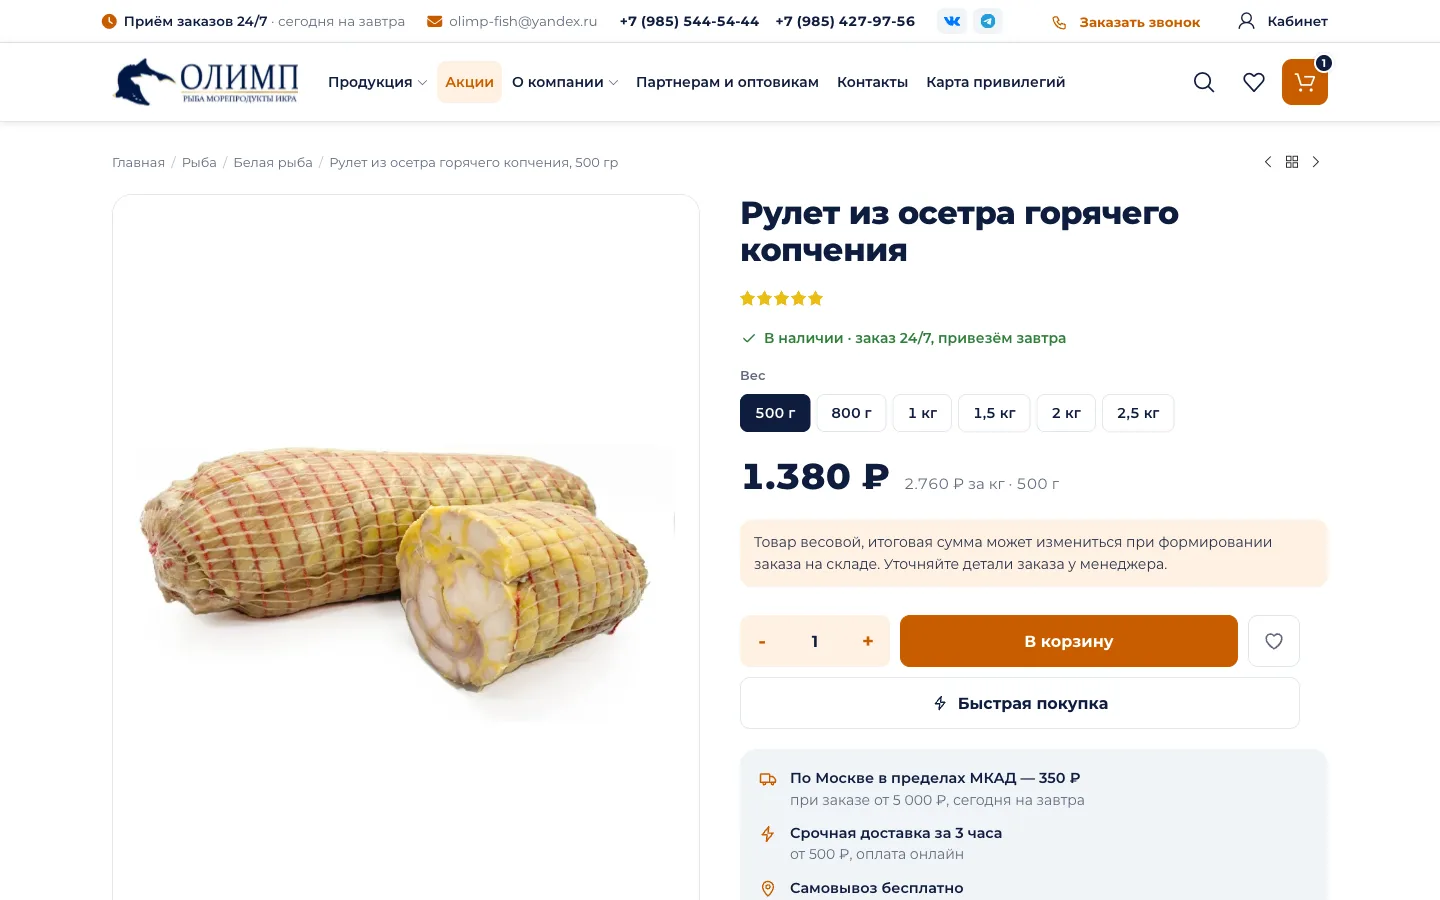 Приём заказов 24/7 · сегодня на завтра
olimp-fish@yandex.ru
+7 (985) 544-54-44
+7 (985) 427-97-56
Заказать звонок
Кабинет
ОЛИМП
РЫБА МОРЕПРОДУКТЫ ИКРА
Продукция
Акции
О компании
Партнерам и оптовикам
Контакты
Карта привилегий
1
Главная / Рыба / Белая рыба / Рулет из осетра горячего копчения, 500 гр
Рулет из осетра горячего
копчения
В наличии · заказ 24/7, привезём завтра
Вес
500 г
800 г
1 кг
1,5 кг
2 кг
2,5 кг
1.380 ₽ 2.760 ₽ за кг · 500 г
Товар весовой, итоговая сумма может измениться при формировании
заказа на складе. Уточняйте детали заказа у менеджера.
- 1 +
В корзину
Быстрая покупка
По Москве в пределах МКАД — 350 ₽
при заказе от 5 000 ₽, сегодня на завтра
Срочная доставка за 3 часа
от 500 ₽, оплата онлайн
Самовывоз бесплатно